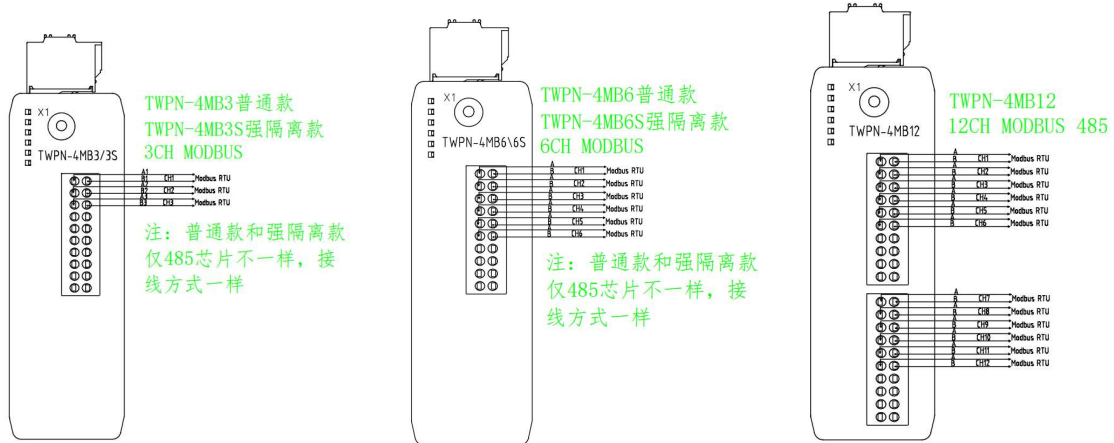 X1
TWPN-4MB3/3S
TWPN-4MB3普通款
TWPN-4MB3S强隔离款
3CH MODBUS
A1
B1 CH1 Modbus RTU
A2
B2 CH2 Modbus RTU
B3 CH3 Modbus RTU
注：普通款和强隔离款
仅485芯片不一样，接
线方式一样
X1
TWPN-4MB6\6S
TWPN-4MB6普通款
TWPN-4MB6S强隔离款
6CH MODBUS
A
B CH1 Modbus RTU
A
B CH2 Modbus RTU
A
B CH3 Modbus RTU
A
B CH4 Modbus RTU
A
B CH5 Modbus RTU
A
B CH6 Modbus RTU
注：普通款和强隔离款
仅485芯片不一样，接
线方式一样
X1
TWPN-4MB12
TWPN-4MB12
12CH MODBUS 485
A
B CH1 Modbus RTU
A
B CH2 Modbus RTU
A
B CH3 Modbus RTU
A
B CH4 Modbus RTU
A
B CH5 Modbus RTU
A
B CH6 Modbus RTU
A
B CH7 Modbus RTU
A
B CH8 Modbus RTU
A
B CH9 Modbus RTU
A
B CH10 Modbus RTU
A
B CH11 Modbus RTU
A
B CH12 Modbus RTU